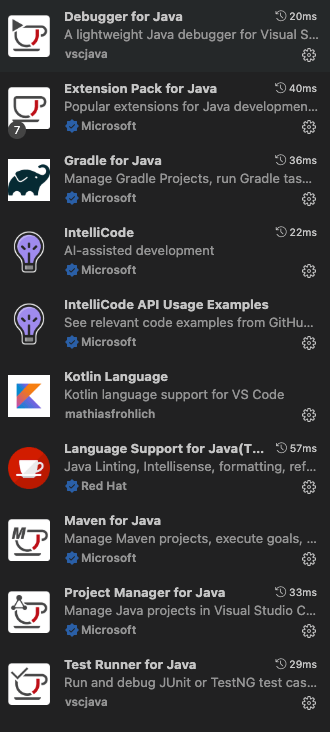 Debugger for Java 20ms
A lightweight Java debugger for Visual S...
vscjava
Extension Pack for Java 40ms
Popular extensions for Java developmen...
7 Microsoft
Gradle for Java 36ms
Manage Gradle Projects, run Gradle tas...
Microsoft
IntelliCode 22ms
AI-assisted development
Microsoft
IntelliCode API Usage Examples
See relevant code examples from GitHu...
Microsoft
Kotlin Language
Kotlin language support for VS Code
mathiasfrohlich
Language Support for Java(T... 57ms
Java Linting, Intellisense, formatting, ref...
Red Hat
Maven for Java
M
Manage Maven projects, execute goals, ...
Microsoft
Project Manager for Java 33ms
Manage Java projects in Visual Studio C...
Microsoft
Test Runner for Java 29ms
Run and debug JUnit or TestNG test cas...
vscjava